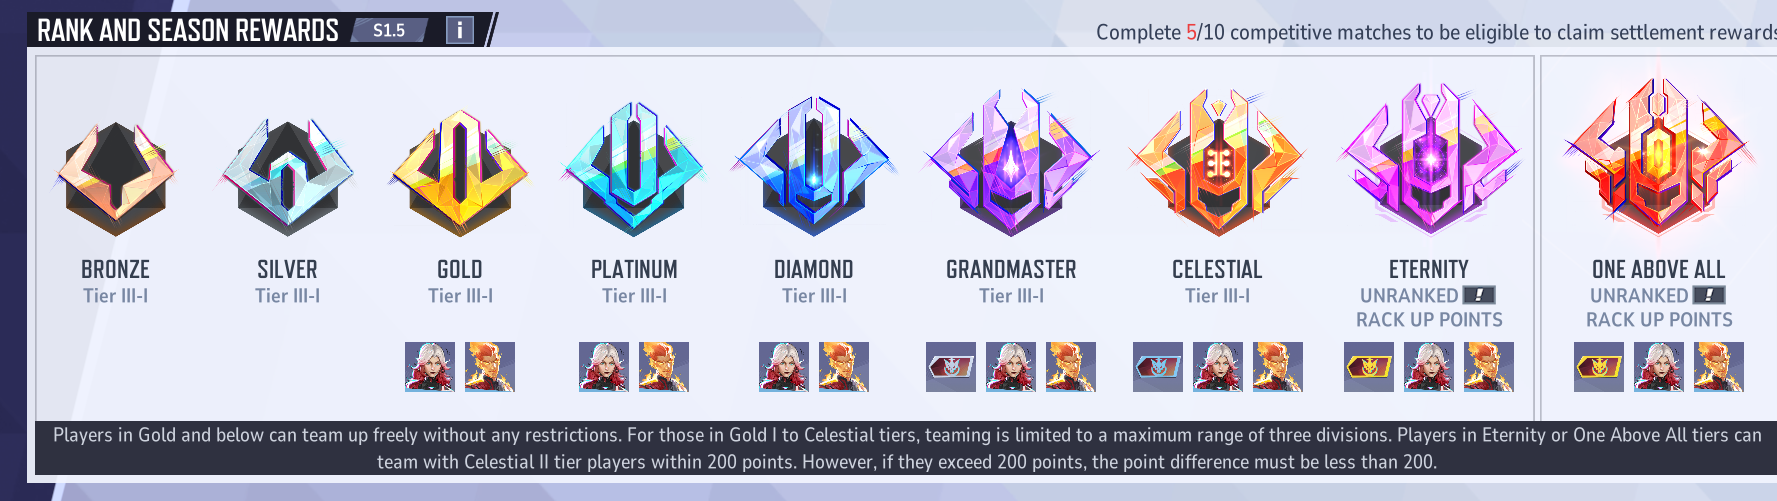 RANK AND SEASON REWARDS S1.5 i
Complete 5/10 competitive matches to be eligible to claim settlement rewards
BRONZE SILVER GOLD PLATINUM DIAMOND GRANDMASTER CELESTIAL ETERNITY ONE ABOVE ALL
Tier III-I Tier III-I Tier III-I Tier III-I Tier III-I Tier III-I Tier III-I UNRANKED ! UNRANKED !
RACK UP POINTS RACK UP POINTS
Players in Gold and below can team up freely without any restrictions. For those in Gold I to Celestial tiers, teaming is limited to a maximum range of three divisions. Players in Eternity or One Above All tiers can
team with Celestial II tier players within 200 points. However, if they exceed 200 points, the point difference must be less than 200.